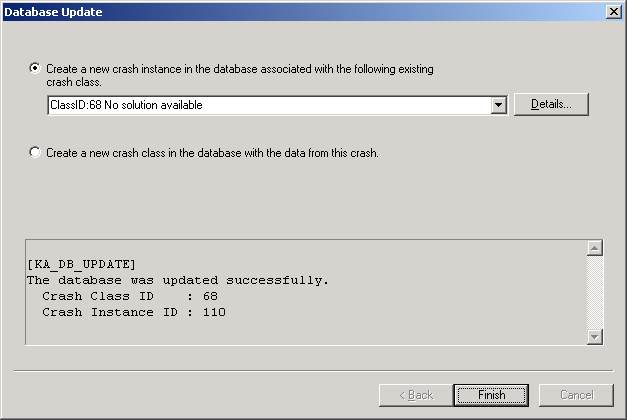 Database Update
Create a new crash instance in the database associated with the following existing
crash class.
ClassID:68 No solution available
Details...
Create a new crash class in the database with the data from this crash.
[KA_DB_UPDATE]
The database was updated successfully.
Crash Class ID    : 68
Crash Instance ID : 110
< Back
Finish
Cancel